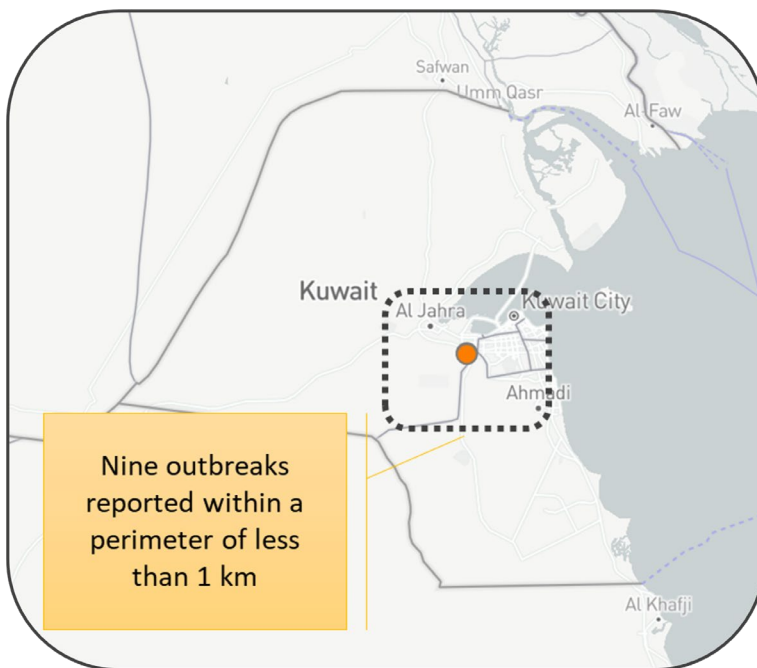 Safwan
Umm Qasr
Al-Faw
Kuwait
Al Jahra
Kuwait City
Ahmadi
Nine outbreaks
reported within a
perimeter of less
than 1 km
Al Khafji